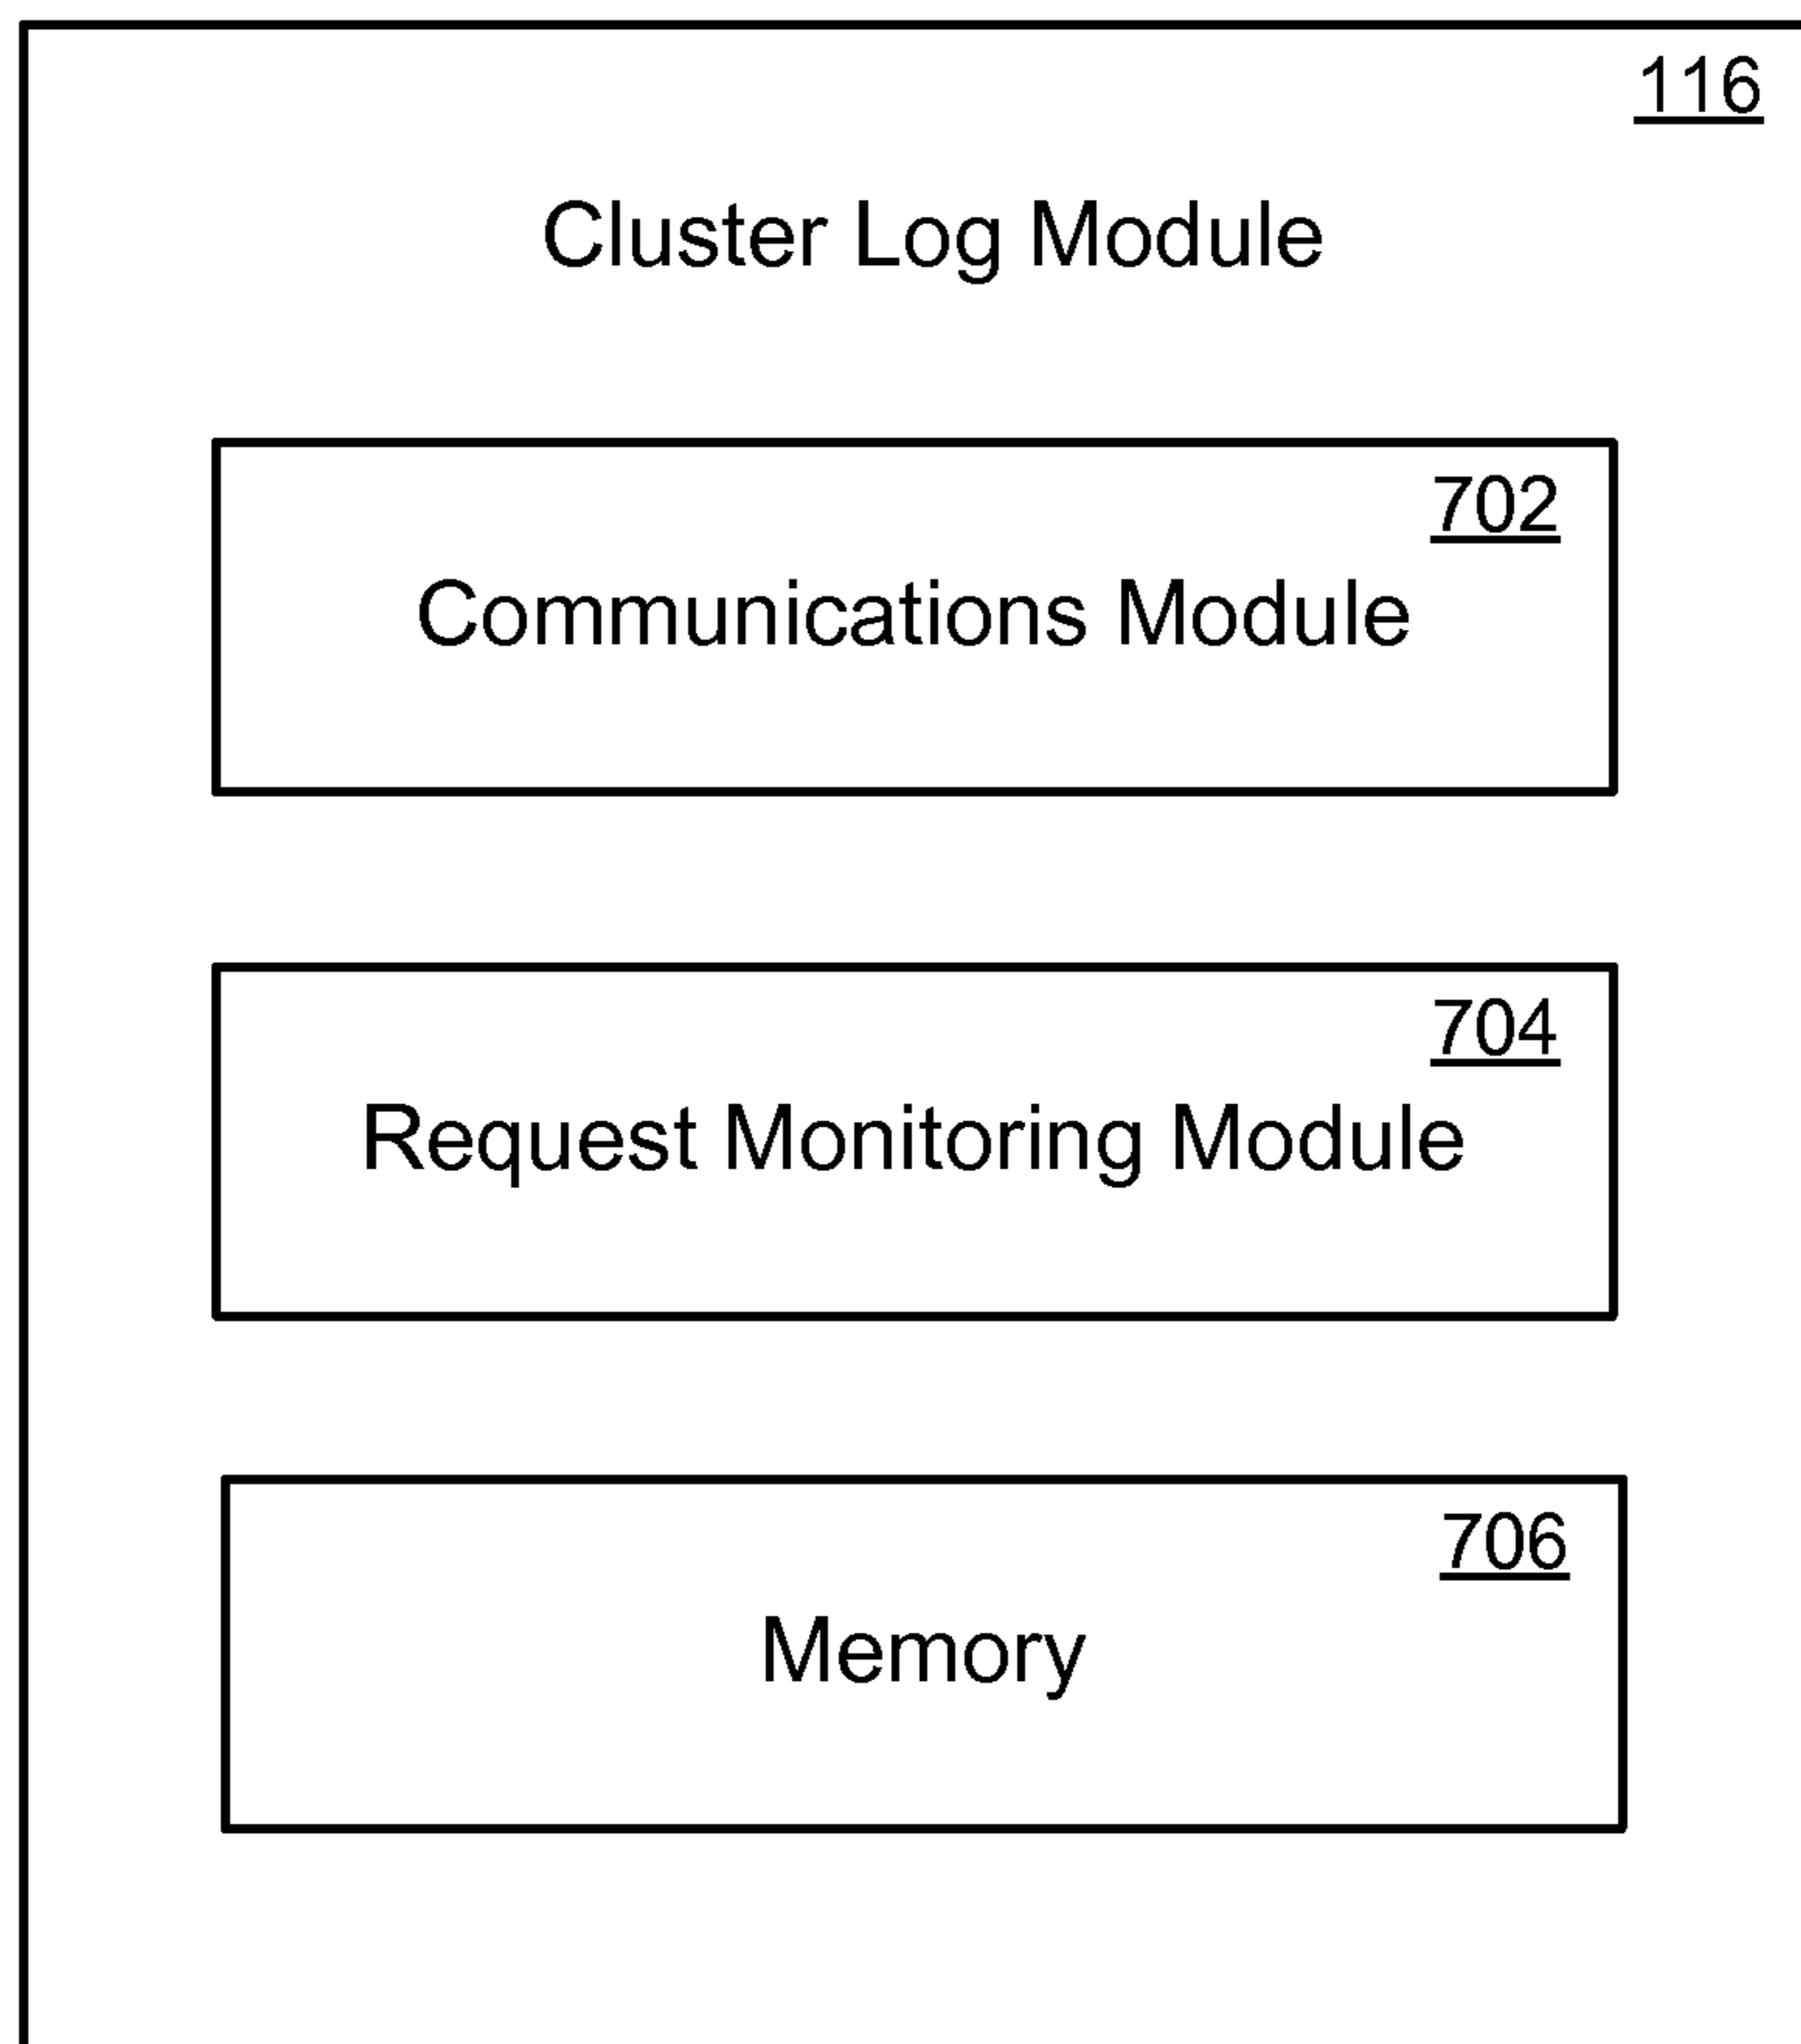 116
Cluster Log Module
702
Communications Module
704
Request Monitoring Module
706
Memory